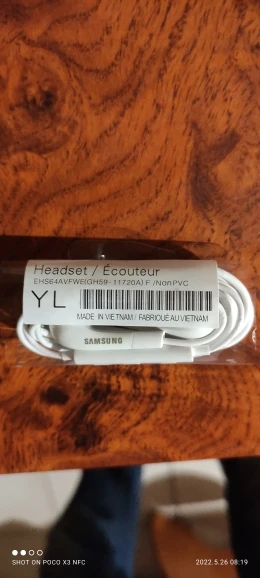 Headset / Écouteur
EHS64AVFWE(GH59-11720A) F /NonPVC
YL
MADE IN VIETNAM / FABRIQUÉ AU VIETNAM
SAMSUNG
SHOT ON POCO X3 NFC
2022.5.26 08:19